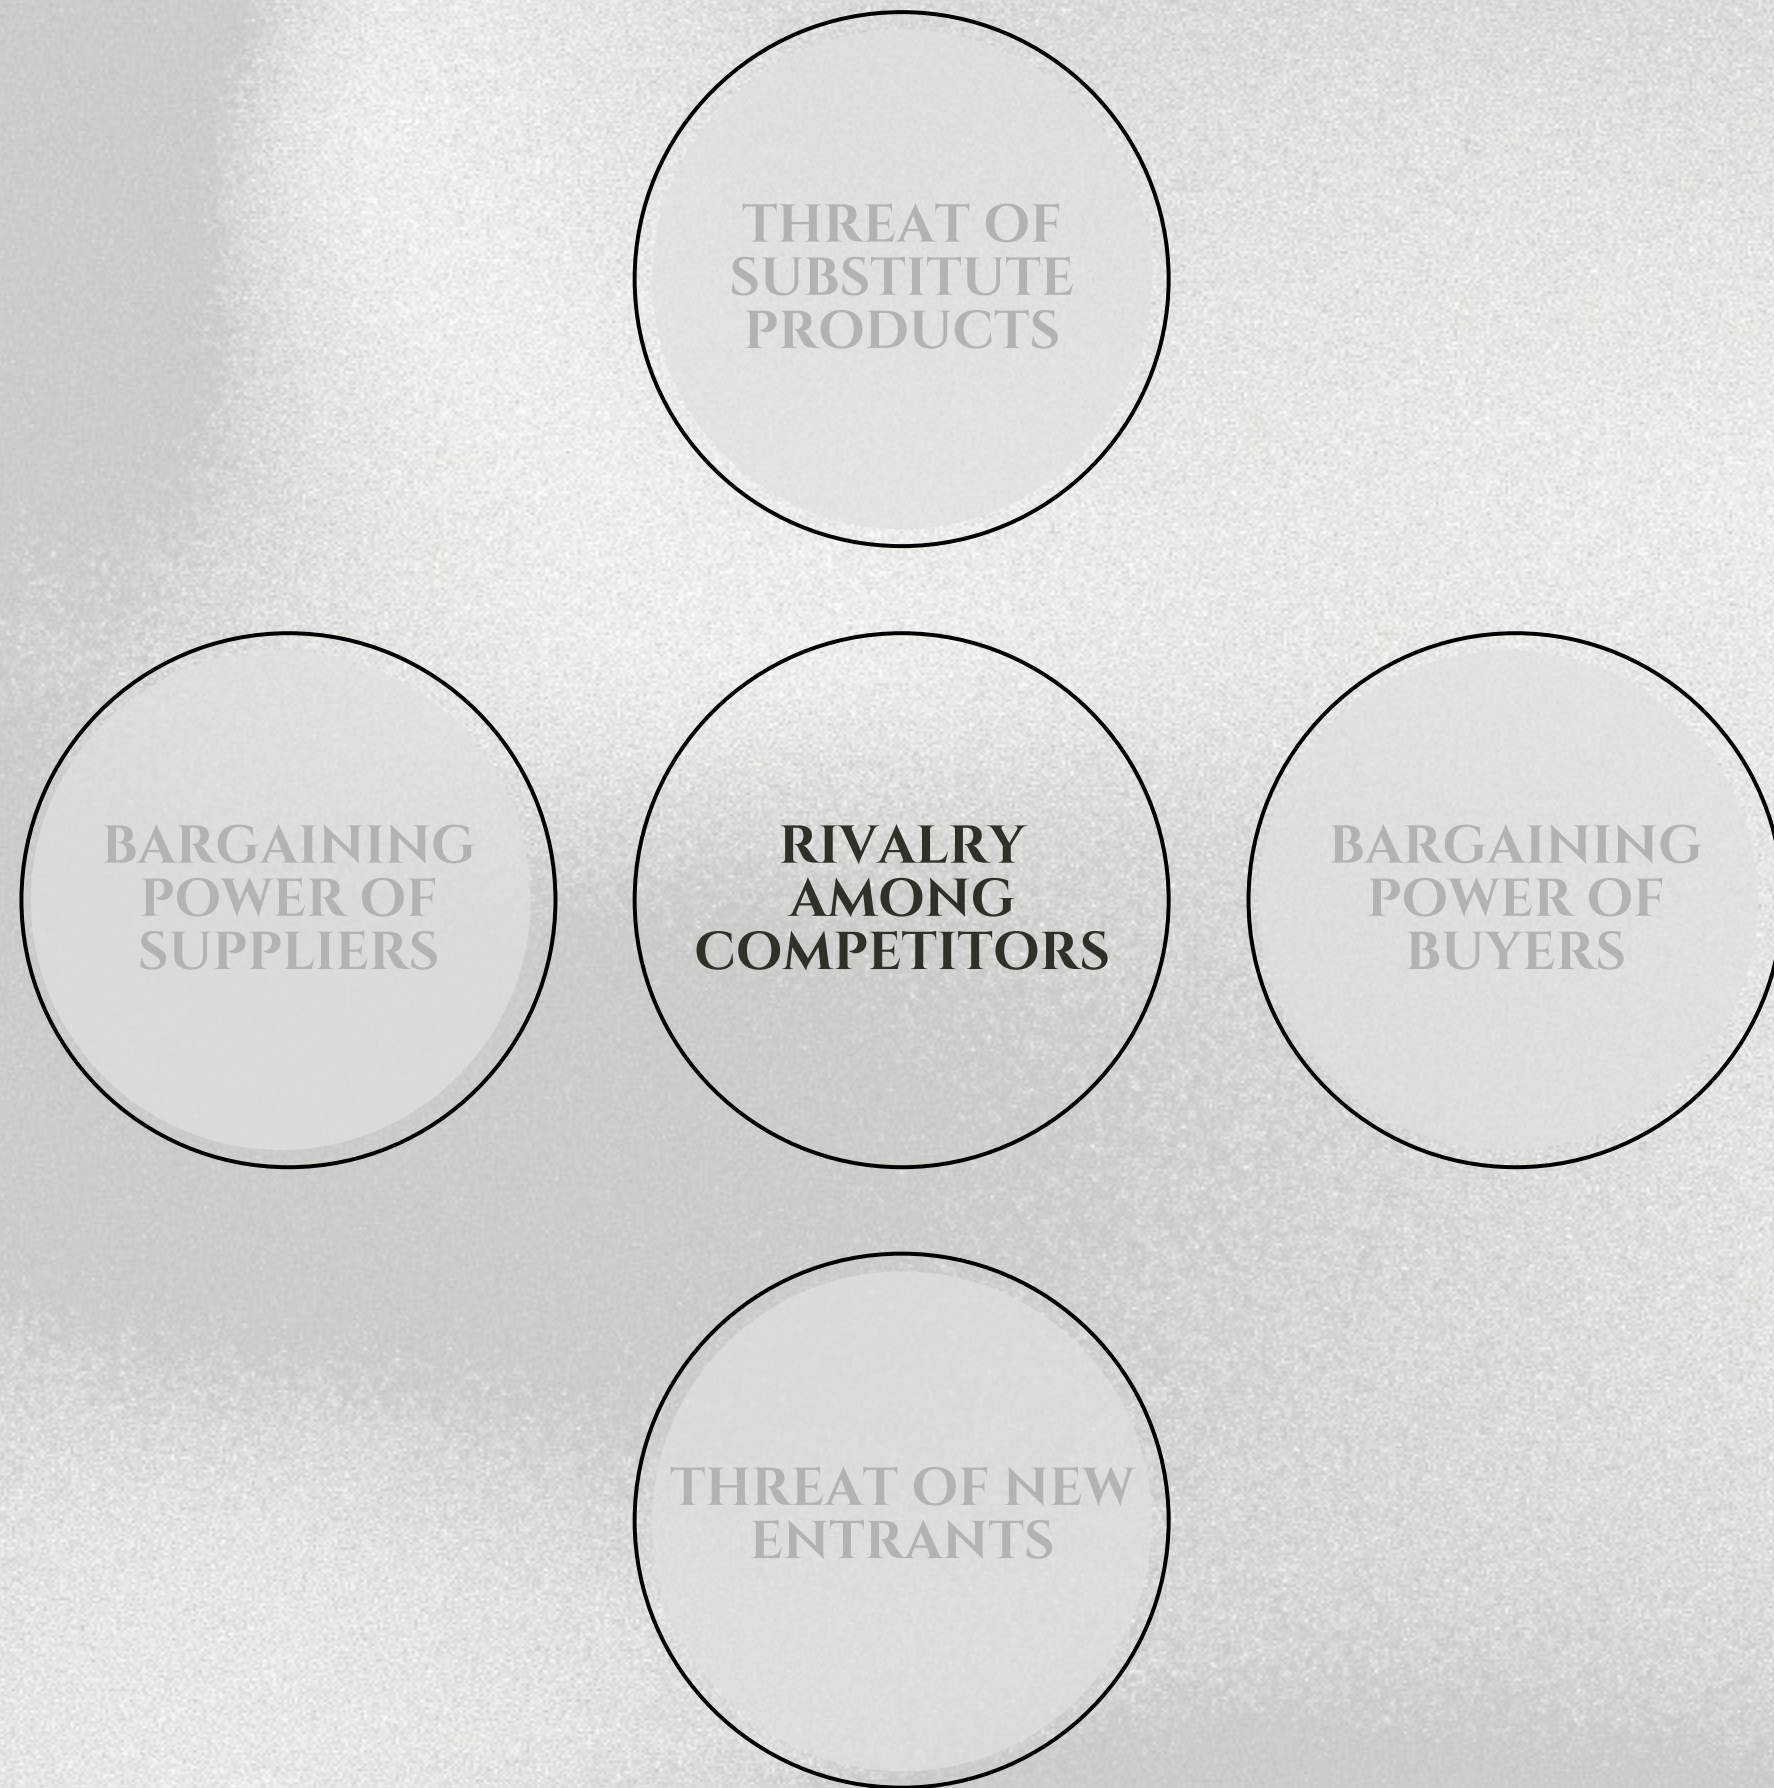 THREAT OF
SUBSTITUTE
PRODUCTS
BARGAINING
POWER OF
SUPPLIERS
RIVALRY
AMONG
COMPETITORS
BARGAINING
POWER OF
BUYERS
THREAT OF NEW
ENTRANTS